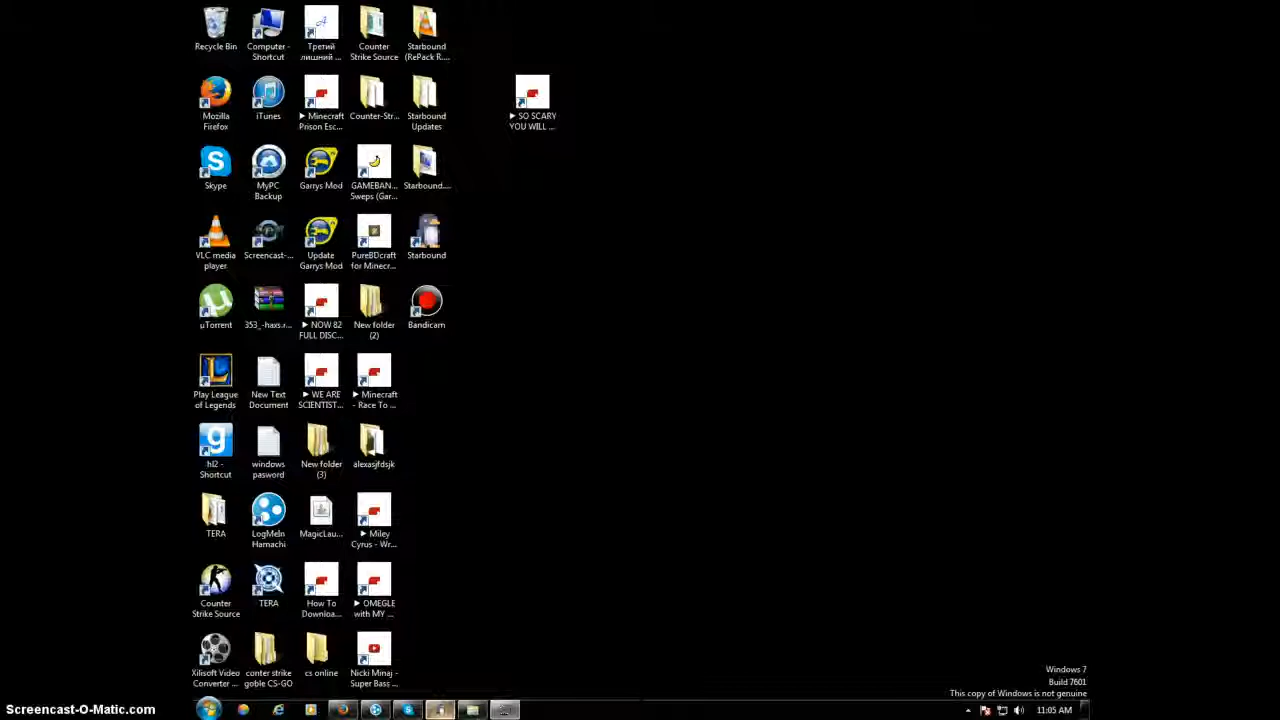 Recycle Bin
Computer -
Shortcut
Третий
лишний ...
Counter
Strike Source
Starbound
(RePack R....
Mozilla
Firefox
iTunes
► Minecraft
Prison Esc...
Counter-Str...
Starbound
Updates
► SO SCARY
YOU WILL ...
Skype
MyPC
Backup
Garrys Mod
GAMEBAN...
Sweps (Gar...
Starbound....
VLC media
player
Screencast-...
Update
Garrys Mod
PureBDcraft
for Minecr...
Starbound
µTorrent
353_-haxs.r...
► NOW 82
FULL DISC...
New folder
(2)
Bandicam
Play League
of Legends
New Text
Document
► WE ARE
SCIENTIST...
► Minecraft
- Race To ...
hl2 -
Shortcut
windows
pasword
New folder
(3)
alexasjfdsjk
TERA
LogMeIn
Hamachi
MagicLau...
► Miley
Cyrus - Wr...
Counter
Strike Source
TERA
How To
Downloa...
► OMEGLE
with MY ...
Xilisoft Video
Converter ...
conter strike
goble CS-GO
cs online
Nicki Minaj -
Super Bass ...
Windows 7
Build 7601
This copy of Windows is not genuine
11:05 AM
Screencast-O-Matic.com